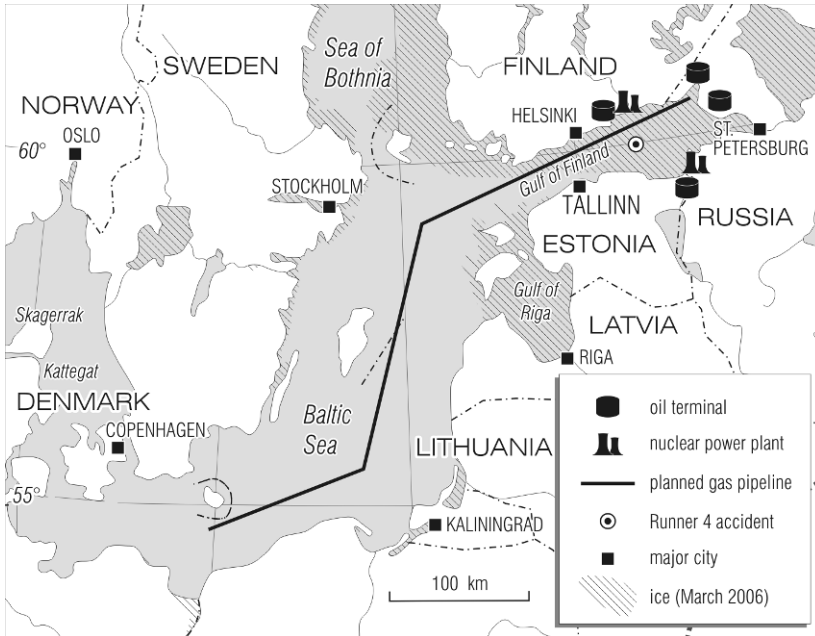 Sea of
Bothnia
SWEDEN
FINLAND
NORWAY
OSLO
60°
HELSINKI
ST.
PETERSBURG
Gulf of Finland
STOCKHOLM
TALLINN
RUSSIA
ESTONIA
Gulf of
Riga
Skagerrak
LATVIA
Kattegat
RIGA
DENMARK
COPENHAGEN
Baltic
Sea
LITHUANIA
55°
KALININGRAD
100 km
oil terminal
nuclear power plant
planned gas pipeline
Runner 4 accident
major city
ice (March 2006)